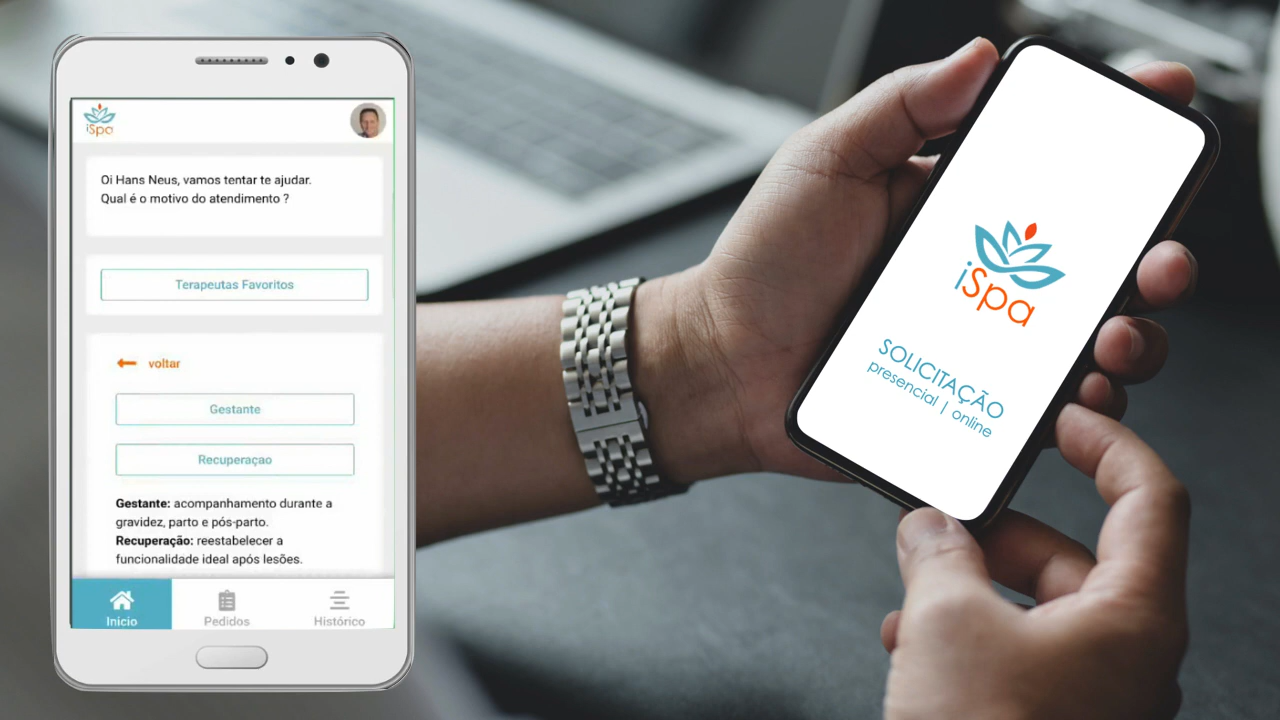 iSpa
Oi Hans Neus, vamos tentar te ajudar.
Qual é o motivo do atendimento ?
Terapeutas Favoritos
voltar
Gestante
Recuperaçao
Gestante: acompanhamento durante a
gravidez, parto e pós-parto.
Recuperação: reestabelecer a
funcionalidade ideal após lesões.
Inicio
Pedidos
Histórico
iSpa
SOLICITAÇÃO
presencial | online